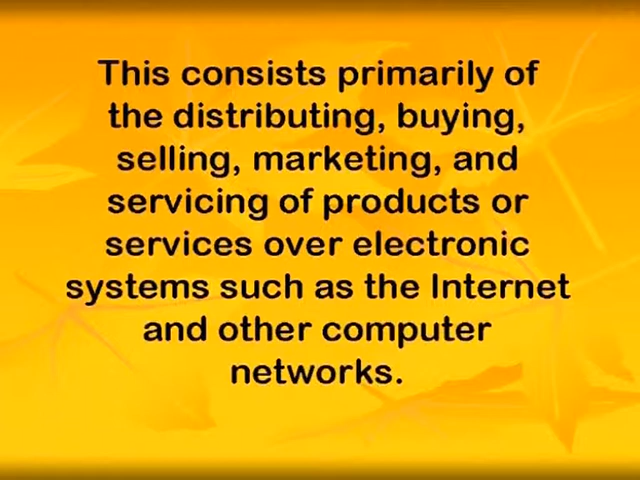 This consists primarily of
the distributing, buying,
selling, marketing, and
servicing of products or
services over electronic
systems such as the Internet
and other computer
networks.